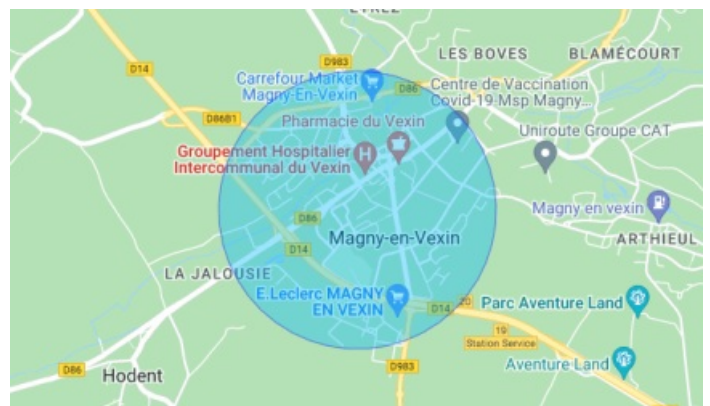 EVREZ
LES BOVES
BLAMÉCOURT
D14
D983
Carrefour Market
Magny-En-Vexin
D86
Centre de Vaccination
Covid-19-Msp Magny...
D86B1
Pharmacie du Vexin
Uniroute Groupe CAT
Groupement Hospitalier
Intercommunal du Vexin
Magny en vexin
D86
Magny-en-Vexin
ARTHIEUL
D14
LA JALOUSIE
E.Leclerc MAGNY
EN VEXIN
D14
20
Parc Aventure Land
19
Station Service
D86
Hodent
D983
Aventure Land